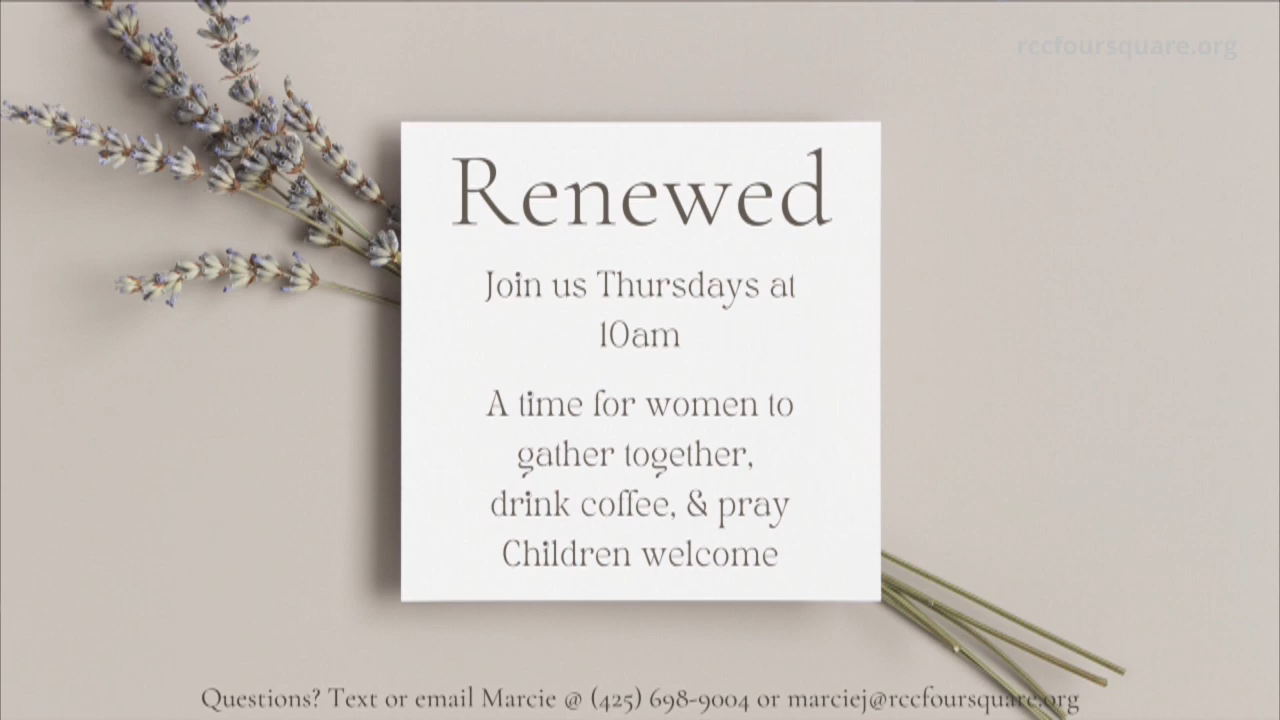 rccfoursquare.org
Renewed
Join us Thursdays at
10am
A time for women to
gather together,
drink coffee, & pray
Children welcome
Questions? Text or email Marcie @ (425) 698-9004 or marciej@rccfoursquare.org